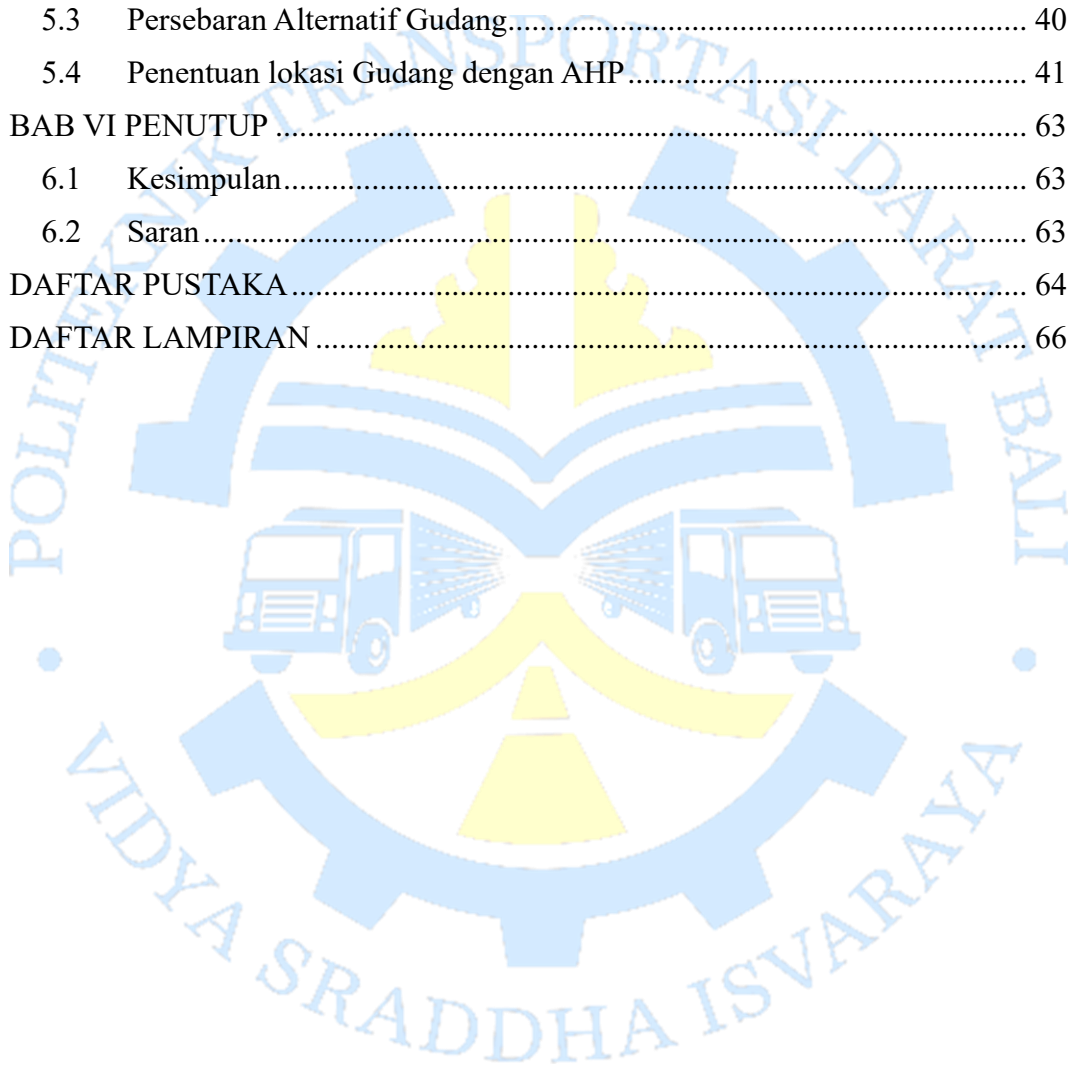 5.3 Persebaran Alternatif Gudang.......................................................................... 40
5.4 Penentuan lokasi Gudang dengan AHP.......................................................... 41
BAB VI PENUTUP ..................................................................................................... 63
6.1 Kesimpulan..................................................................................................... 63
6.2 Saran ............................................................................................................... 63
DAFTAR PUSTAKA................................................................................................... 64
DAFTAR LAMPIRAN ................................................................................................ 66
POLITEKNIK TRANSPORTASI DARAT BALI
• VIDYA SRADDHA ISVARAYA •